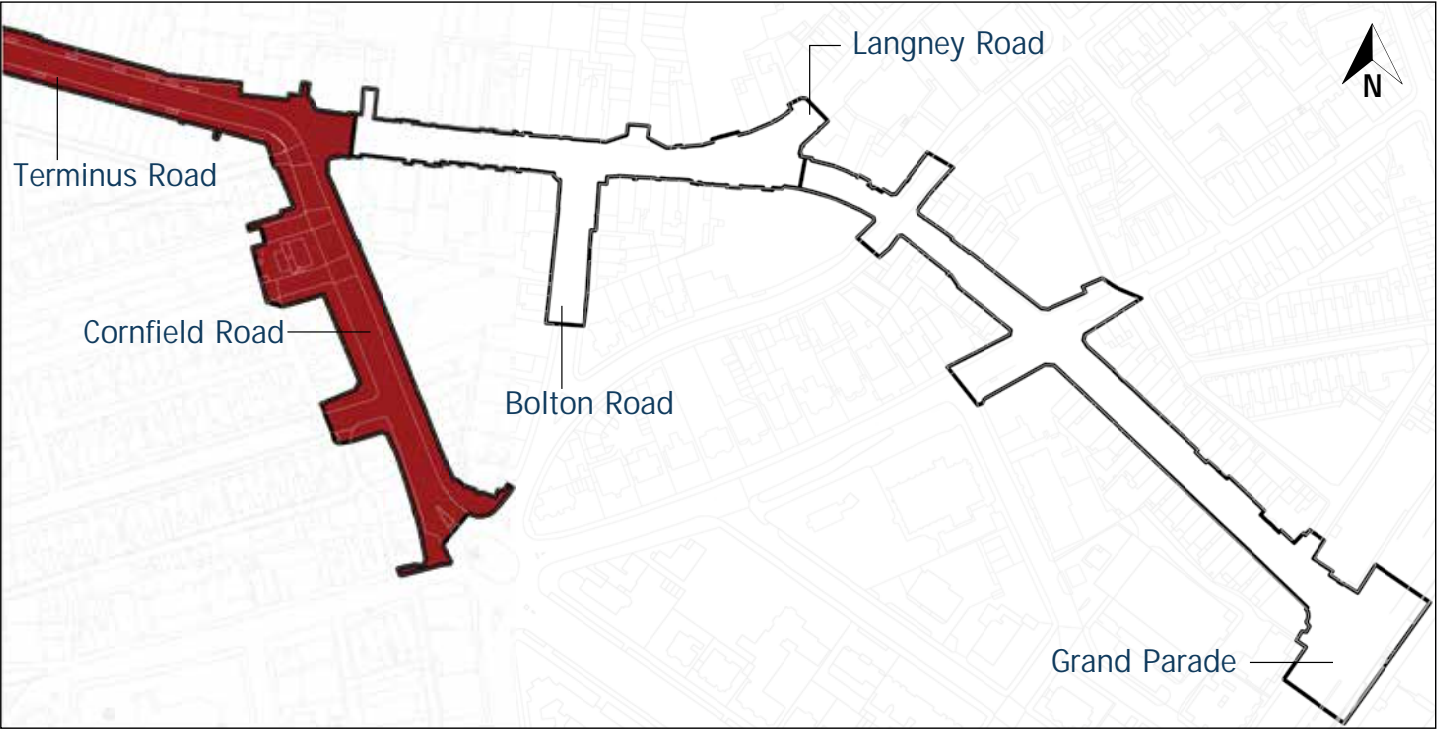 Langney Road
N
Terminus Road
Cornfield Road
Bolton Road
Grand Parade